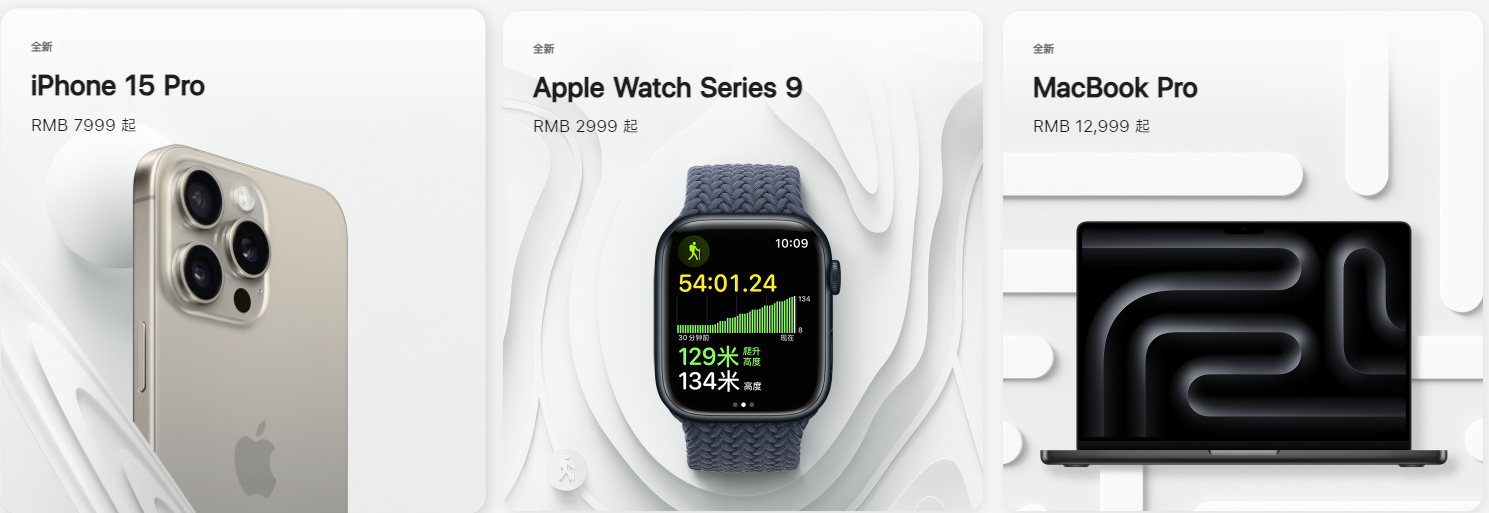 全新
iPhone 15 Pro
RMB 7999 起
全新
Apple Watch Series 9
RMB 2999 起
10:09
54:01.24
134
8
30 分钟前
现在
129米 爬升
高度
134米 高度
全新
MacBook Pro
RMB 12,999 起